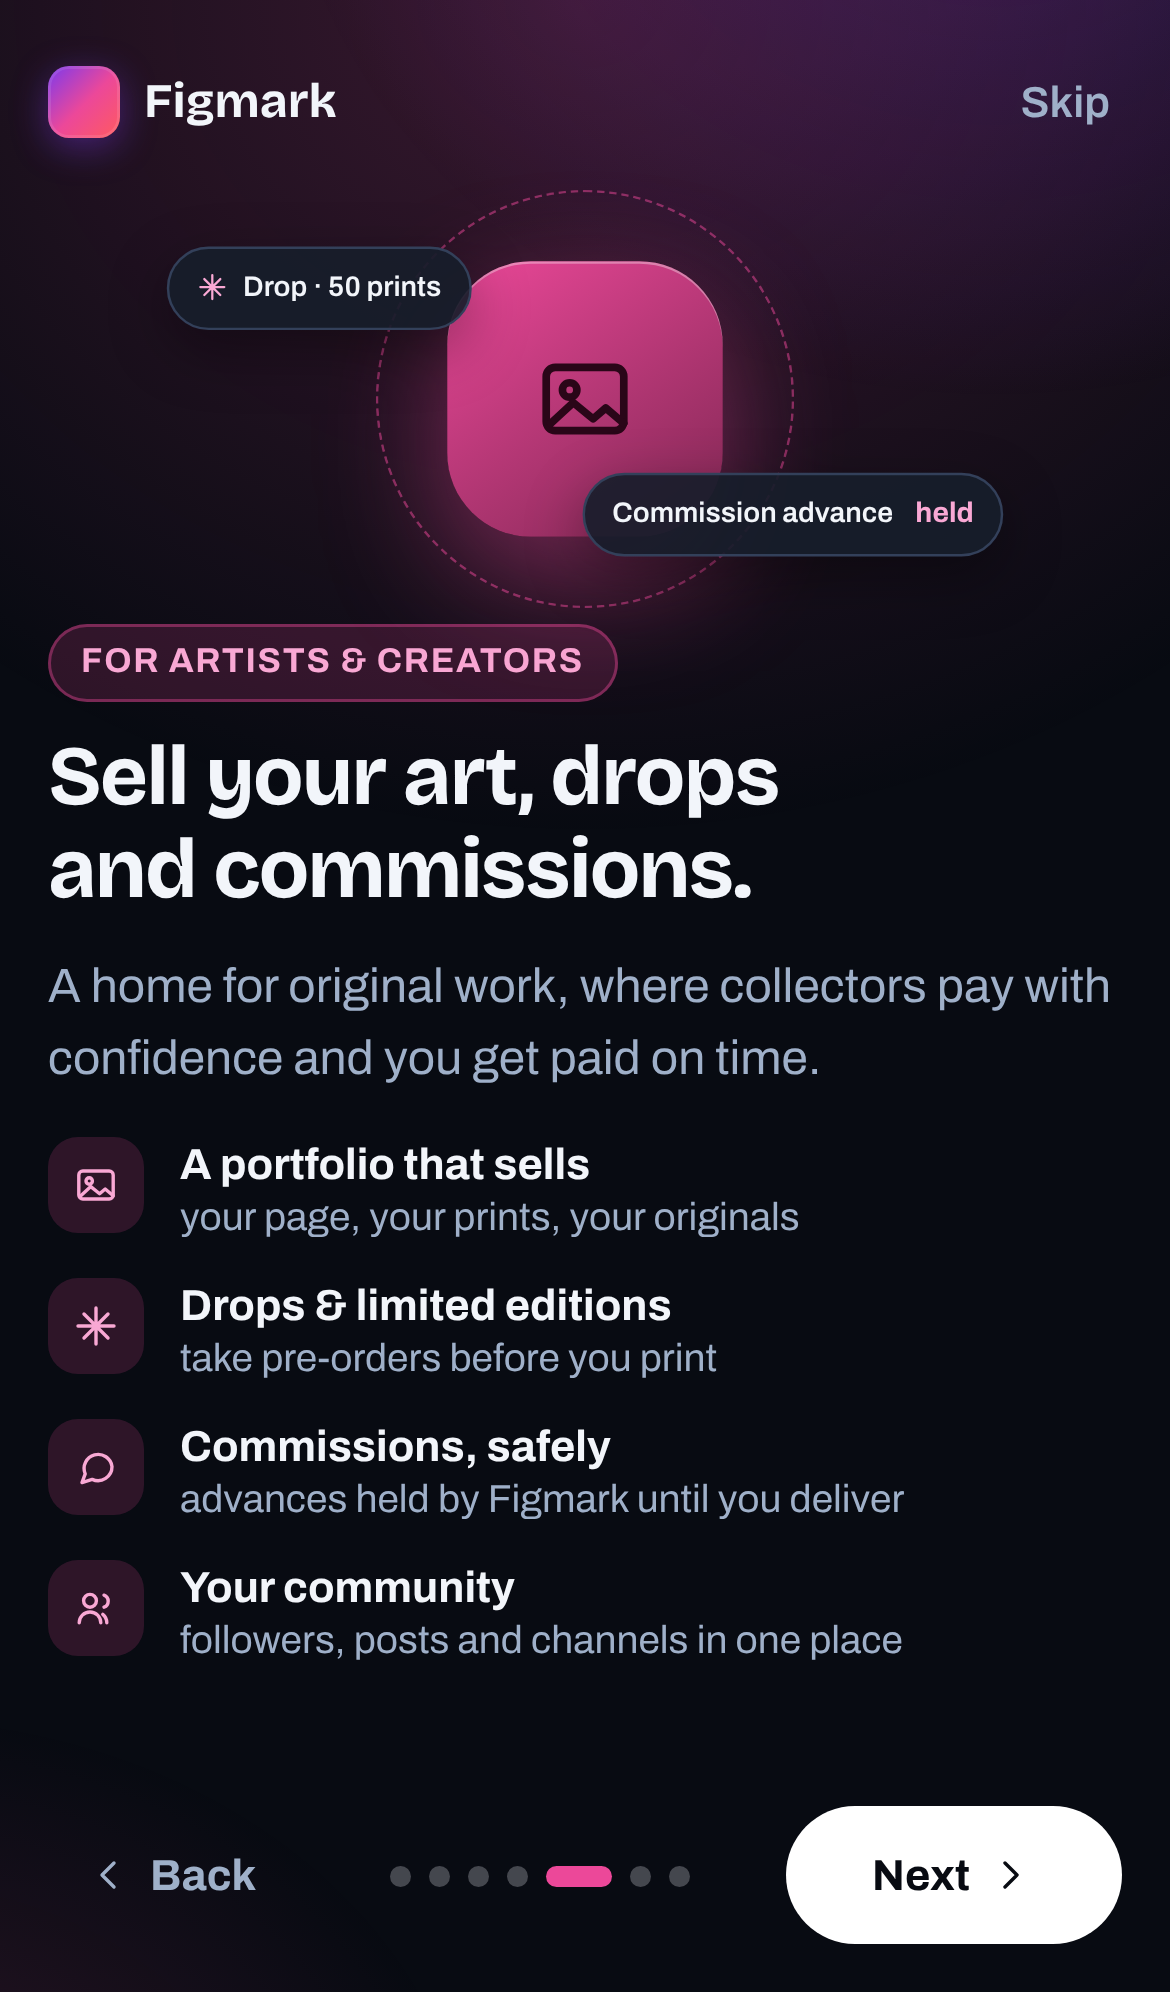 Figmark
Skip
Drop · 50 prints
Commission advance held
FOR ARTISTS & CREATORS
Sell your art, drops
and commissions.
A home for original work, where collectors pay with
confidence and you get paid on time.
A portfolio that sells
your page, your prints, your originals
Drops & limited editions
take pre-orders before you print
Commissions, safely
advances held by Figmark until you deliver
Your community
followers, posts and channels in one place
Back
Next